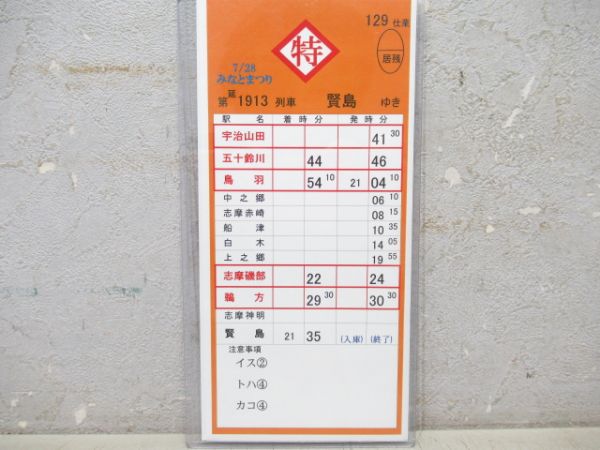 129 仕業
特
居残
7/28
みなとまつり
延
第 1913 列車 賢島 ゆき
駅名 着時分 発時分
宇治山田 41 30
五十鈴川 44 46
鳥羽 54 10 21 04 10
中之郷 06 10
志摩赤崎 08 15
船津 10 35
白木 14 05
上之郷 19 55
志摩磯部 22 24
鵜方 29 30 30 30
志摩神明
賢島 21 35 (入庫) (終了)
注意事項
イス②
トハ④
カコ④